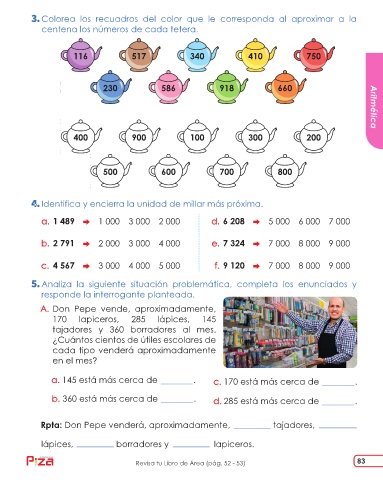 3. Colorea los recuadros del color que le corresponda al aproximar a la
centena los números de cada tetera.
116 517 340 410 750
230 586 918 660
400 900 100 300 200
500 600 700 800
Aritmética
4. Identifica y encierra la unidad de millar más próxima.
a. 1 489 ➡ 1 000 3 000 2 000
b. 2 791 ➡ 2 000 3 000 4 000
c. 4 567 ➡ 3 000 4 000 5 000
d. 6 208 ➡ 5 000 6 000 7 000
e. 7 324 ➡ 7 000 8 000 9 000
f. 9 120 ➡ 7 000 8 000 9 000
5. Analiza la siguiente situación problemática, completa los enunciados y
responde la interrogante planteada.
A. Don Pepe vende, aproximadamente,
170 lapiceros, 285 lápices, 145
tajadores y 360 borradores al mes.
¿Cuántos cientos de útiles escolares de
cada tipo venderá aproximadamente
en el mes?
a. 145 está más cerca de ________.
b. 360 está más cerca de ________.
c. 170 está más cerca de ________.
d. 285 está más cerca de ________.
Rpta: Don Pepe venderá, aproximadamente, ________ tajadores, ________
lápices, ________ borradores y ________ lapiceros.
Pizza
Revisa tu Libro de Área (pág. 52 - 53)
83